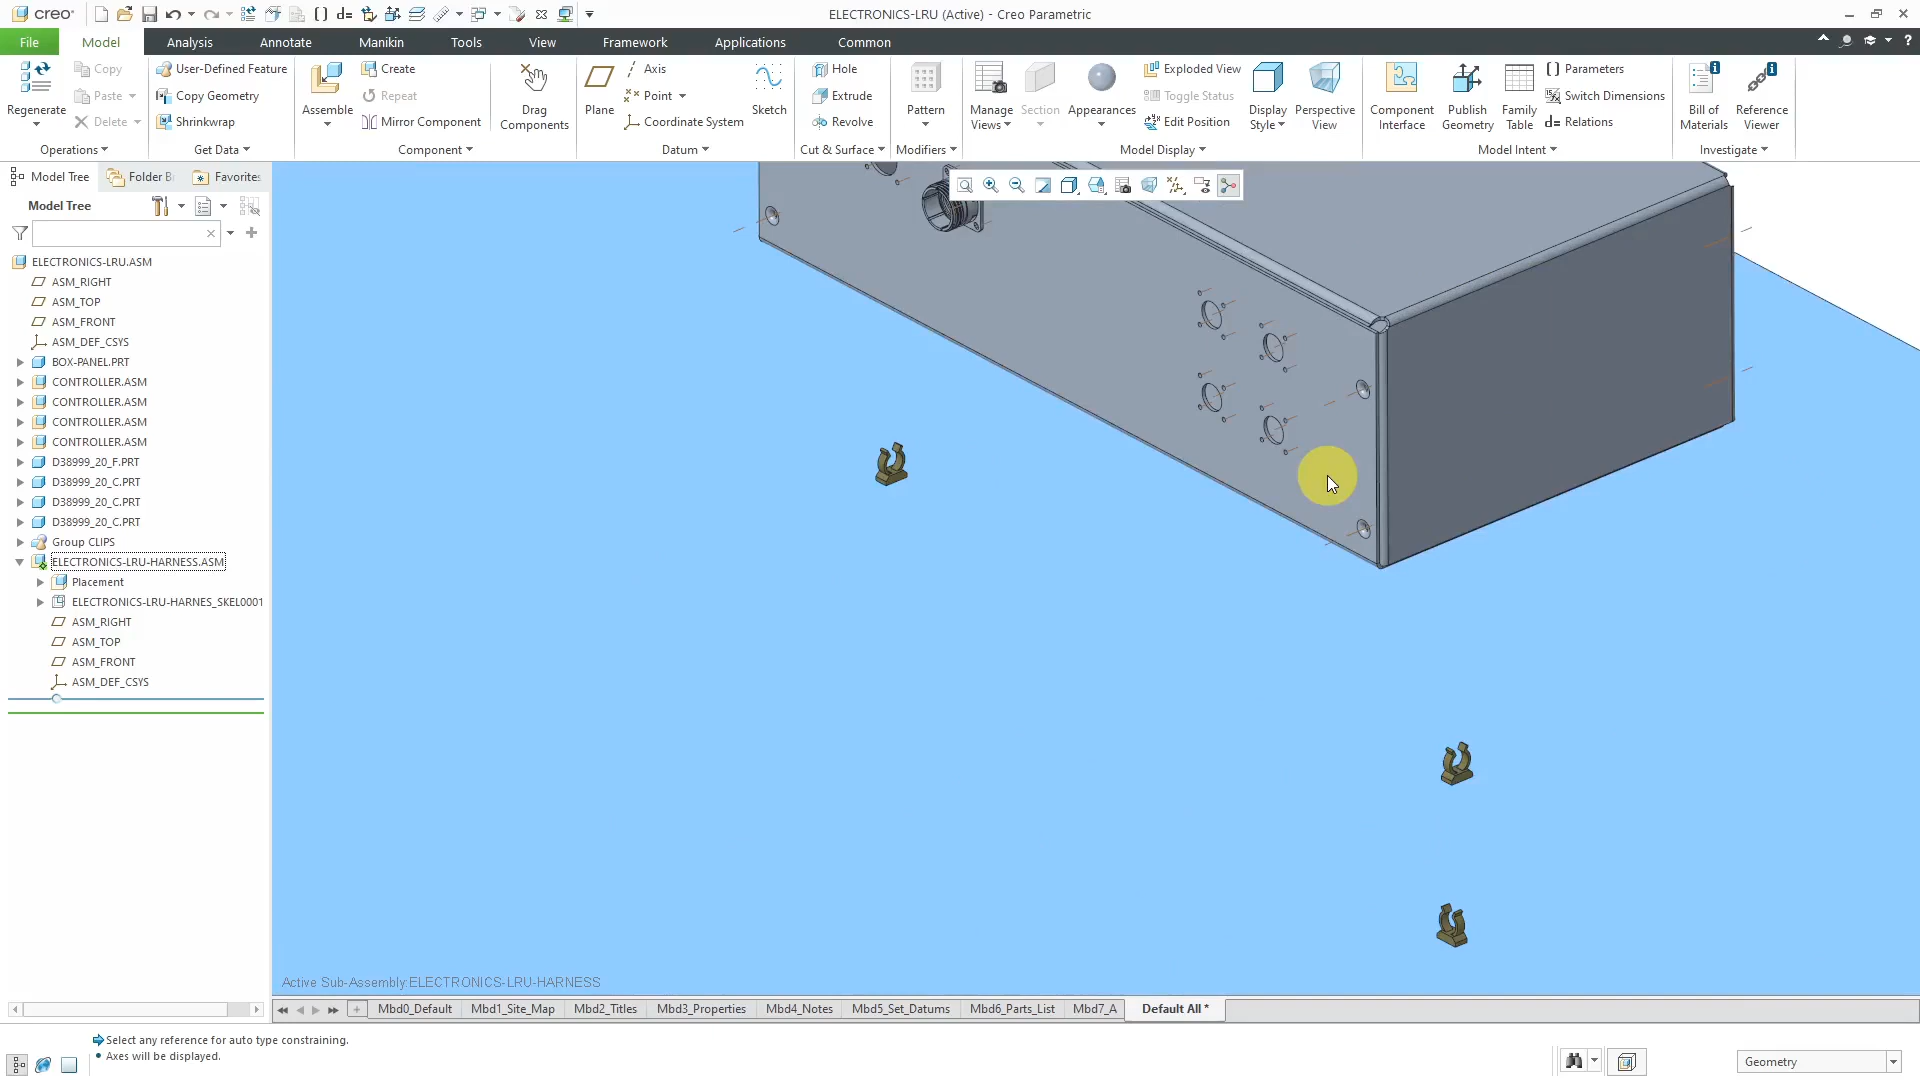 creo
ELECTRONICS-LRU (Active) - Creo Parametric
File
Model
Analysis
Annotate
Manikin
Tools
View
Framework
Applications
Common
Regenerate
Copy
Paste
Delete
Operations
User-Defined Feature
Copy Geometry
Shrinkwrap
Get Data
Assemble
Create
Repeat
Mirror Component
Drag
Components
Component
Plane
Axis
Point
Coordinate System
Sketch
Datum
Hole
Extrude
Revolve
Cut & Surface
Pattern
Modifiers
Manage
Views
Section
Appearances
Exploded View
Toggle Status
Edit Position
Display
Style
Perspective
View
Model Display
Component
Interface
Publish
Geometry
Family
Table
Parameters
Switch Dimensions
d= Relations
Model Intent
Bill of
Materials
Reference
Viewer
Investigate
Model Tree
Folder Br
Favorites
Model Tree
ELECTRONICS-LRU.ASM
ASM_RIGHT
ASM_TOP
ASM_FRONT
ASM_DEF_CSYS
BOX-PANEL.PRT
CONTROLLER.ASM
CONTROLLER.ASM
CONTROLLER.ASM
CONTROLLER.ASM
D38999_20_F.PRT
D38999_20_C.PRT
D38999_20_C.PRT
D38999_20_C.PRT
Group CLIPS
ELECTRONICS-LRU-HARNESS.ASM
Placement
ELECTRONICS-LRU-HARNES_SKEL0001
ASM_RIGHT
ASM_TOP
ASM_FRONT
ASM_DEF_CSYS
Active Sub-Assembly:ELECTRONICS-LRU-HARNESS
Mbd0_Default
Mbd1_Site_Map
Mbd2_Titles
Mbd3_Properties
Mbd4_Notes
Mbd5_Set_Datums
Mbd6_Parts_List
Mbd7_A
Default All *
Select any reference for auto type constraining.
• Axes will be displayed.
Geometry